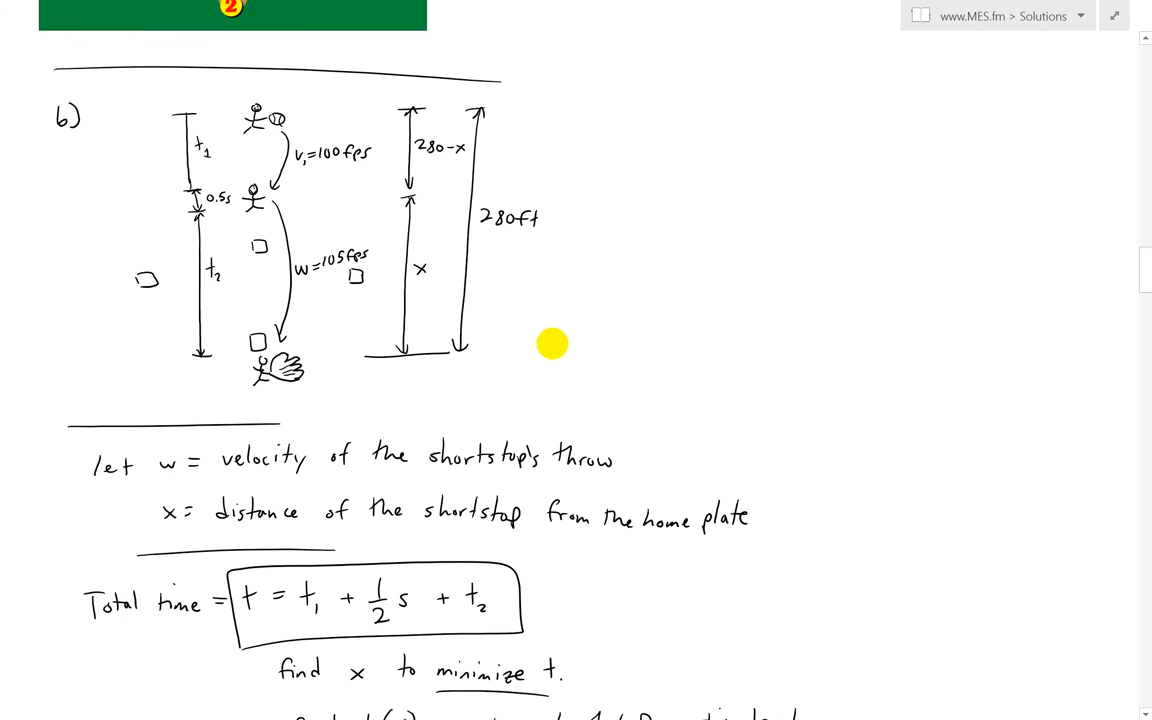 2
www.MES.fm > Solutions
b)
t₁
v₁=100fps
280-x
0.5s
280ft
t₂
w=105fps
x
let w = velocity of the shortstop's throw
x = distance of the shortstop from the home plate
Total time = t = t₁ + 1/2 s + t₂
find x to minimize t.